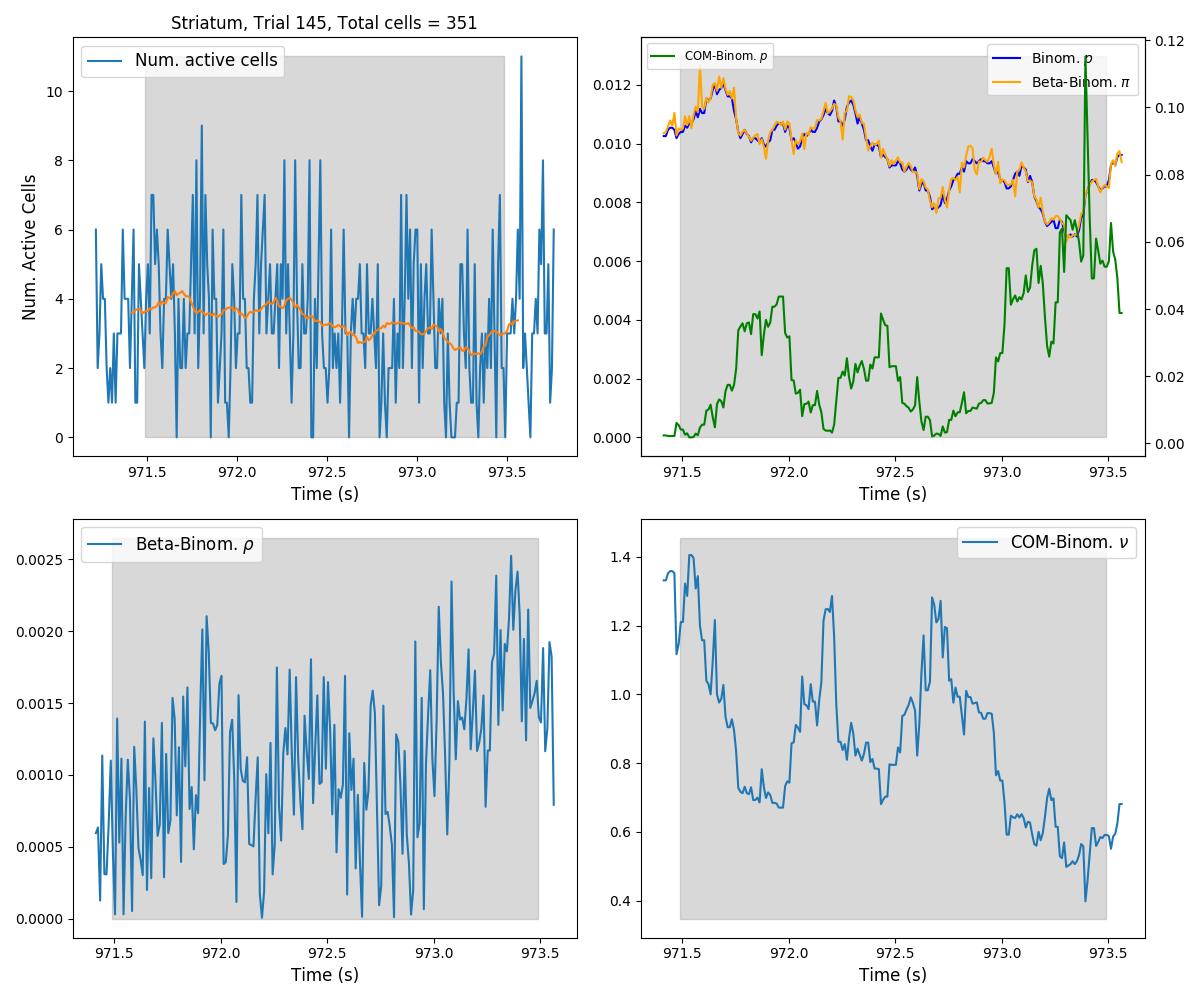 Striatum, Trial 145, Total cells = 351
Num. active cells
Num. Active Cells
10
8
6
4
2
0
971.5 972.0 972.5 973.0 973.5
Time (s)
COM-Binom. p
Binom. p
Beta-Binom. π
0.012
0.010
0.008
0.006
0.004
0.002
0.000
0.12
0.10
0.08
0.06
0.04
0.02
0.00
971.5 972.0 972.5 973.0 973.5
Time (s)
Beta-Binom. ρ
0.0025
0.0020
0.0015
0.0010
0.0005
0.0000
971.5 972.0 972.5 973.0 973.5
Time (s)
COM-Binom. ν
1.4
1.2
1.0
0.8
0.6
0.4
971.5 972.0 972.5 973.0 973.5
Time (s)